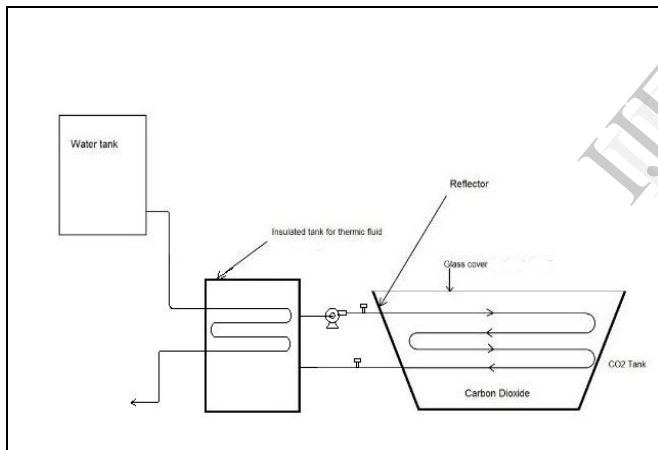 Water tank
Reflector
Insulated tank for thermic fluid
Glass cover
CO2 Tank
Carbon Dioxide